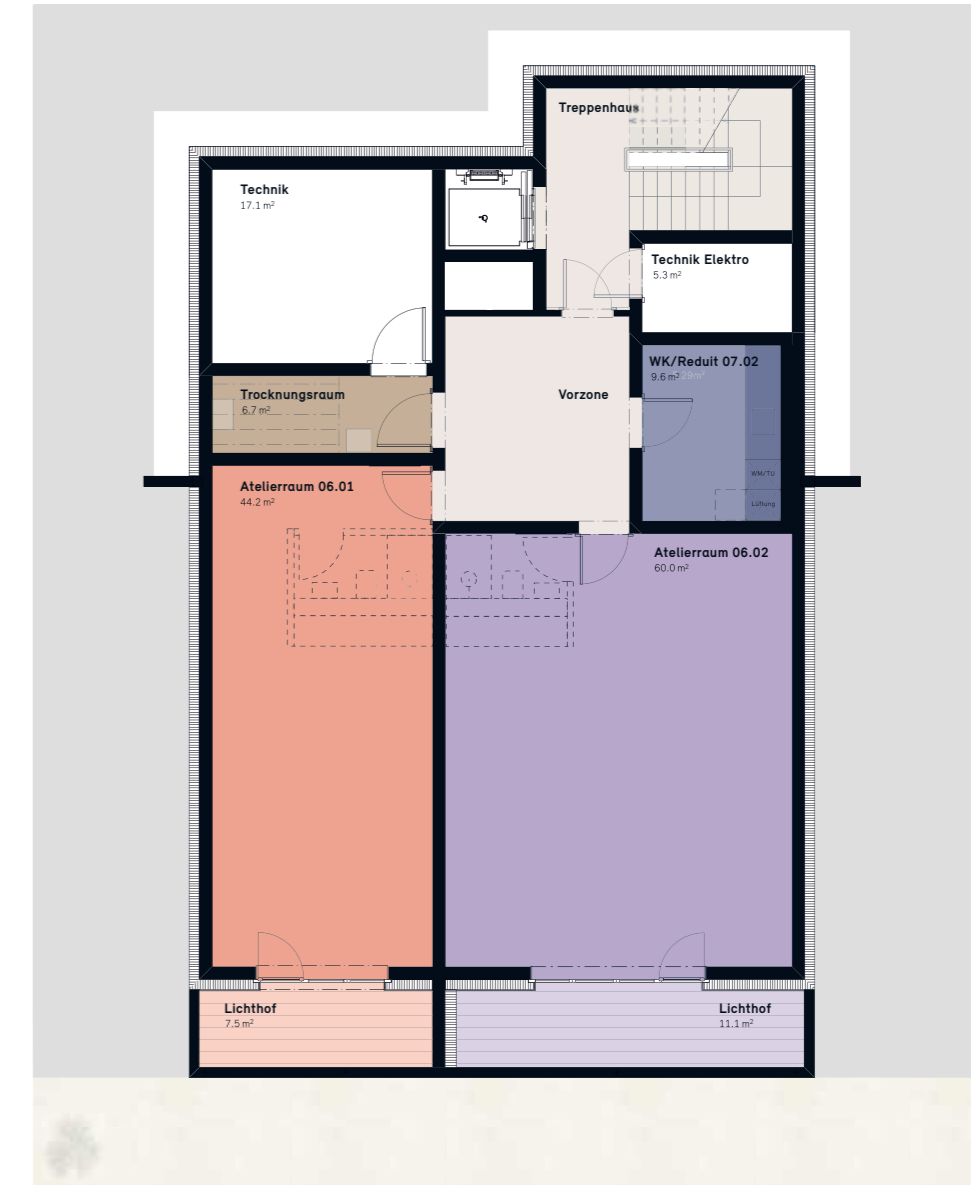 Treppenhaus
Technik
17.1 m²
Technik Elektro
5.3 m²
WK/Reduit 07.02
9.6 m²
Trocknungsraum
6.7 m²
Vorzone
WM/TU
Lüftung
Atelierraum 06.01
44.2 m²
Atelierraum 06.02
60.0 m²
Lichthof
7.5 m²
Lichthof
11.1 m²